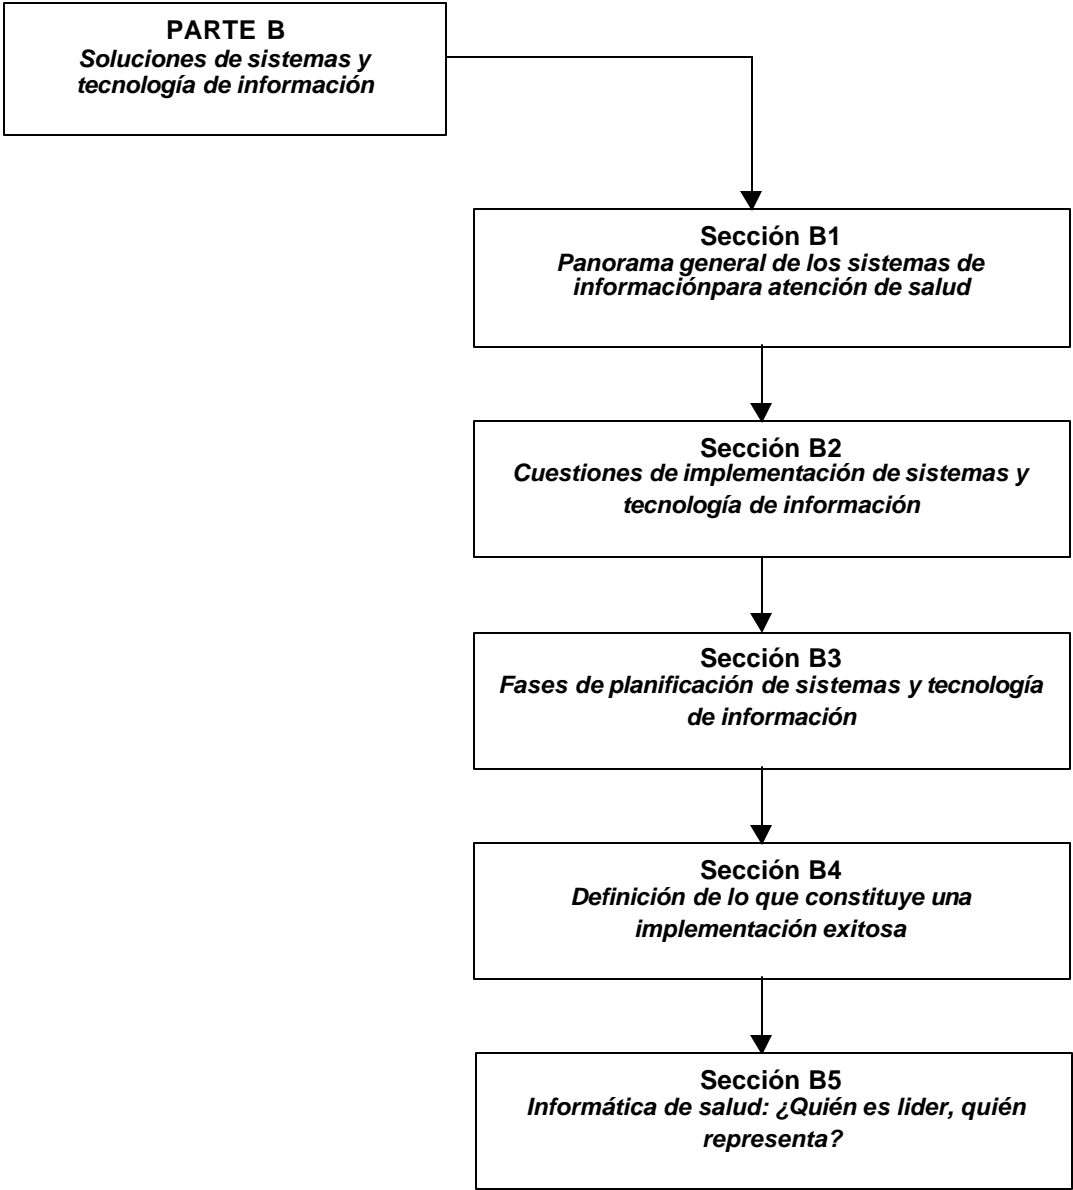 PARTE B
Soluciones de sistemas y
tecnología de información
Sección B1
Panorama general de los sistemas de
informaciónpara atención de salud
Sección B2
Cuestiones de implementación de sistemas y
tecnología de información
Sección B3
Fases de planificación de sistemas y tecnología
de información
Sección B4
Definición de lo que constituye una
implementación exitosa
Sección B5
Informática de salud: ¿Quién es lider, quién
representa?